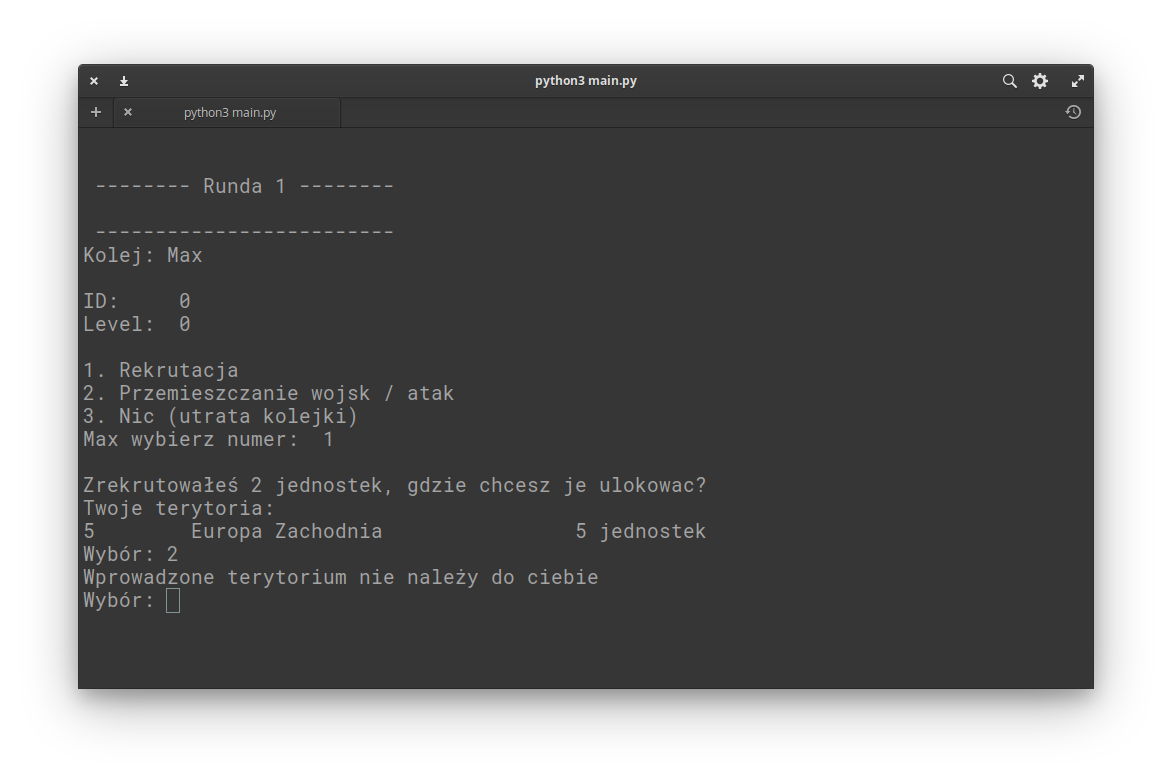 python3 main.py
python3 main.py
-------- Runda 1 --------
-------------------------
Kolej: Max
ID: 0
Level: 0
1. Rekrutacja
2. Przemieszczanie wojsk / atak
3. Nic (utrata kolejki)
Max wybierz numer: 1
Zrekrutowałeś 2 jednostek, gdzie chcesz je ulokowac?
Twoje terytoria:
5 Europa Zachodnia 5 jednostek
Wybór: 2
Wprowadzone terytorium nie należy do ciebie
Wybór: